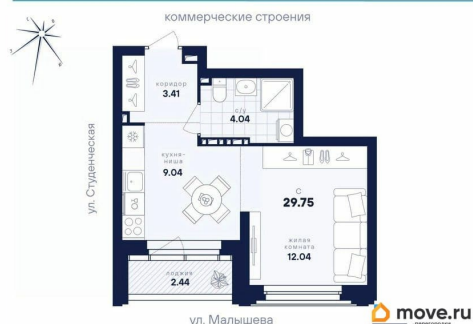 коммерческие строения
ул. Студенческая
коридор
3.41
с/у
4.04
кухня-
ниша
9.04
С
29.75
жилая
комната
12.04
лоджия
2.44
ул. Малышева
move.ru